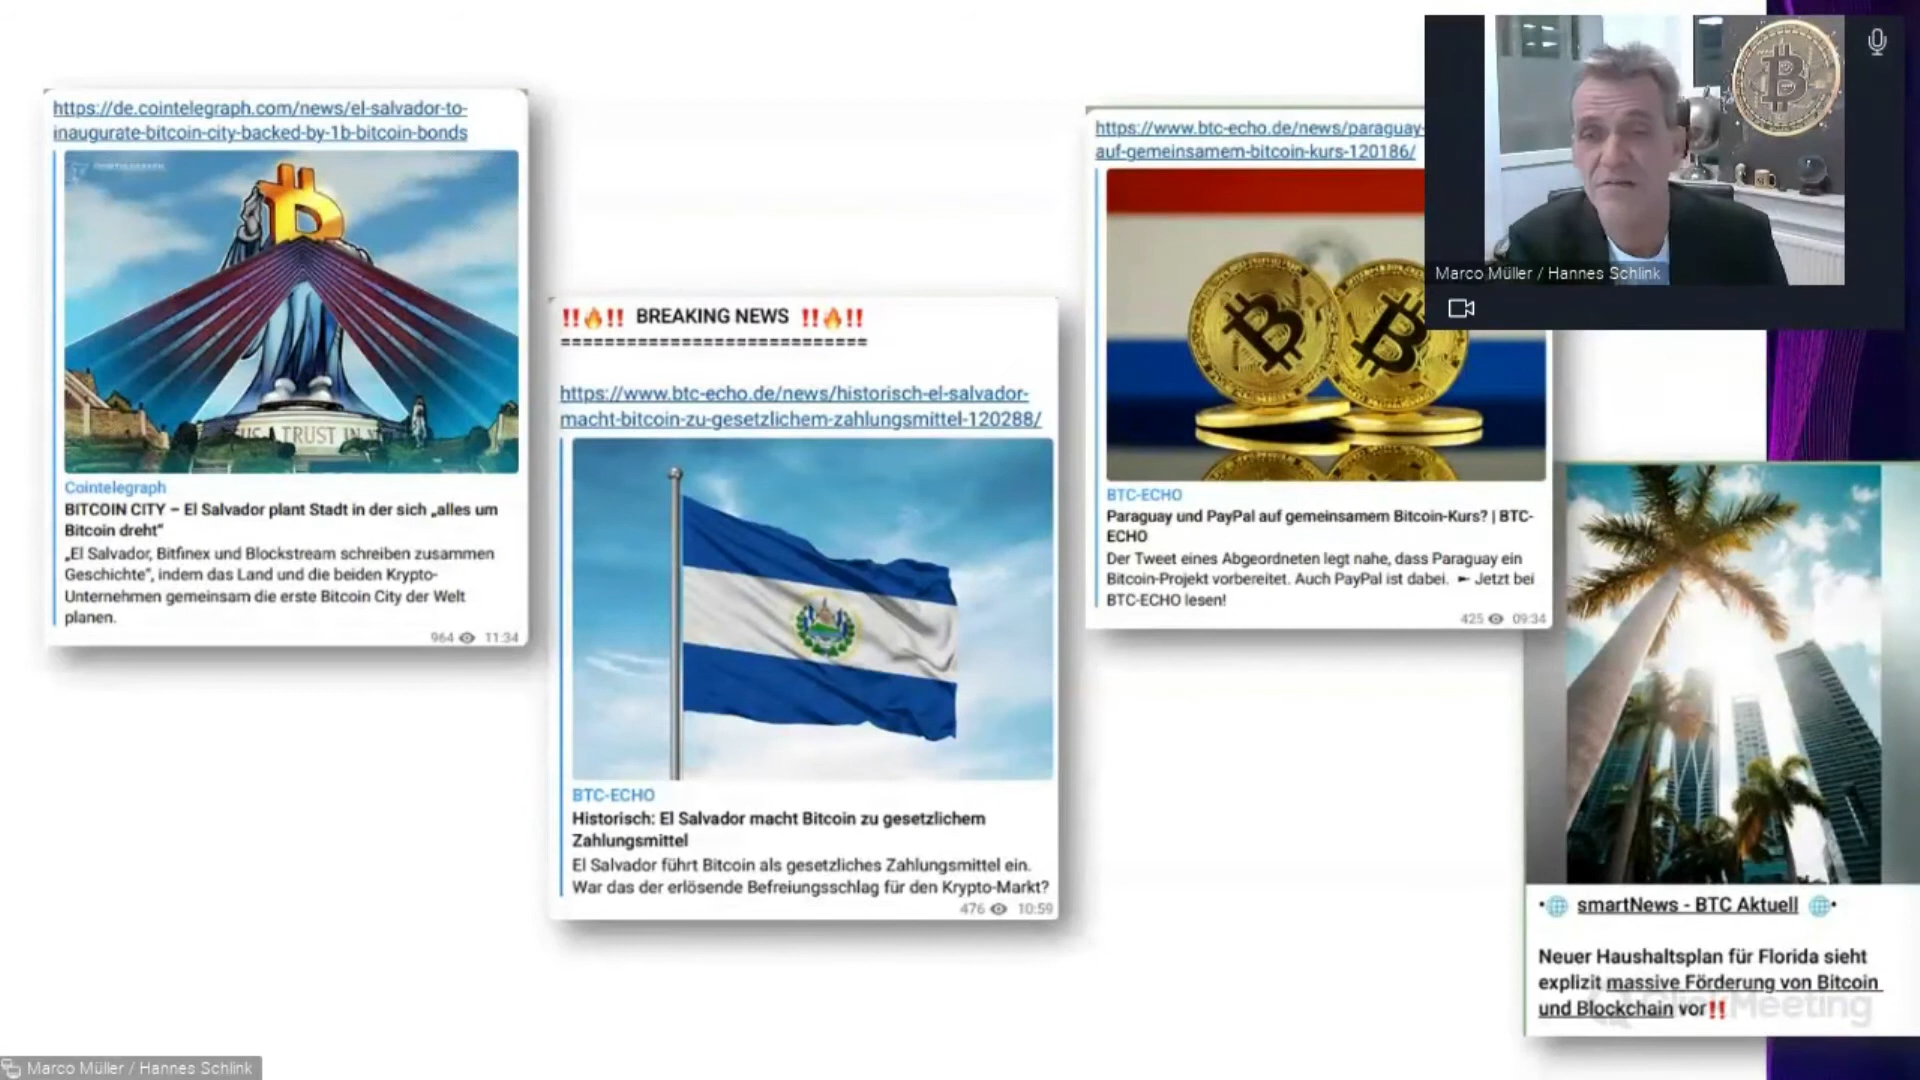 https://de.cointelegraph.com/news/el-salvador-to-
inaugurate-bitcoin-city-backed-by-1b-bitcoin-bonds
COINTELEGRAPH
TRUST IN
Cointelegraph
BITCOIN CITY – El Salvador plant Stadt in der sich „alles um
Bitcoin dreht“
„El Salvador, Bitfinex und Blockstream schreiben zusammen
Geschichte“, indem das Land und die beiden Krypto-
Unternehmen gemeinsam die erste Bitcoin City der Welt
planen.
964 11:34
‼️🔥‼️ BREAKING NEWS ‼️🔥‼️
===========================
https://www.btc-echo.de/news/historisch-el-salvador-
macht-bitcoin-zu-gesetzlichem-zahlungsmittel-120288/
BTC-ECHO
Historisch: El Salvador macht Bitcoin zu gesetzlichem
Zahlungsmittel
El Salvador führt Bitcoin als gesetzliches Zahlungsmittel ein.
War das der erlösende Befreiungsschlag für den Krypto-Markt?
476 10:59
https://www.btc-echo.de/news/paraguay-
auf-gemeinsamem-bitcoin-kurs-120186/
BTC-ECHO
Paraguay und PayPal auf gemeinsamem Bitcoin-Kurs? | BTC-
ECHO
Der Tweet eines Abgeordneten legt nahe, dass Paraguay ein
Bitcoin-Projekt vorbereitet. Auch PayPal ist dabei. ► Jetzt bei
BTC-ECHO lesen!
425 09:34
Marco Müller / Hannes Schlink
•🌐 smartNews - BTC Aktuell 🌐•
Neuer Haushaltsplan für Florida sieht
explizit massive Förderung von Bitcoin
und Blockchain vor‼️
ClickMeeting
Marco Müller / Hannes Schlink